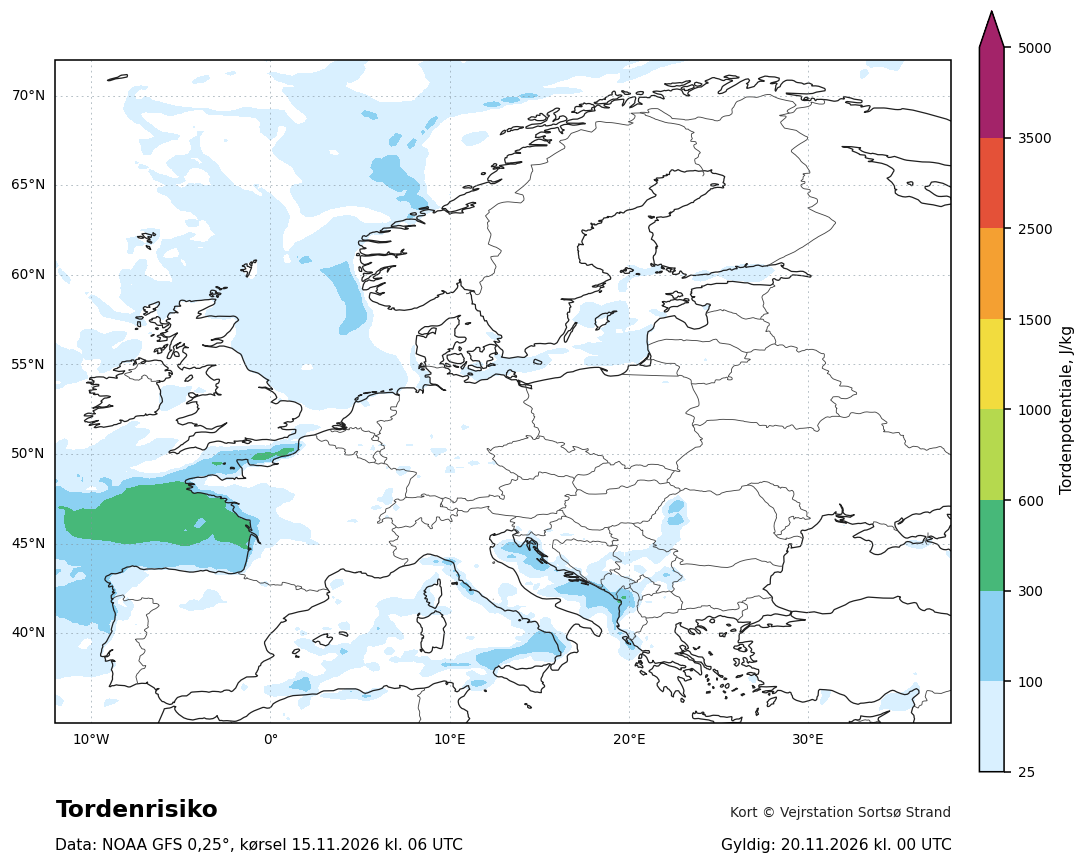 70°N
65°N
60°N
55°N
50°N
45°N
40°N
10°W
0°
10°E
20°E
30°E
5000
3500
2500
1500
1000
600
300
100
25
Tordenpotentiale, J/kg
Tordenrisiko
Kort © Vejrstation Sortsø Strand
Data: NOAA GFS 0,25°, kørsel 15.11.2026 kl. 06 UTC
Gyldig: 20.11.2026 kl. 00 UTC